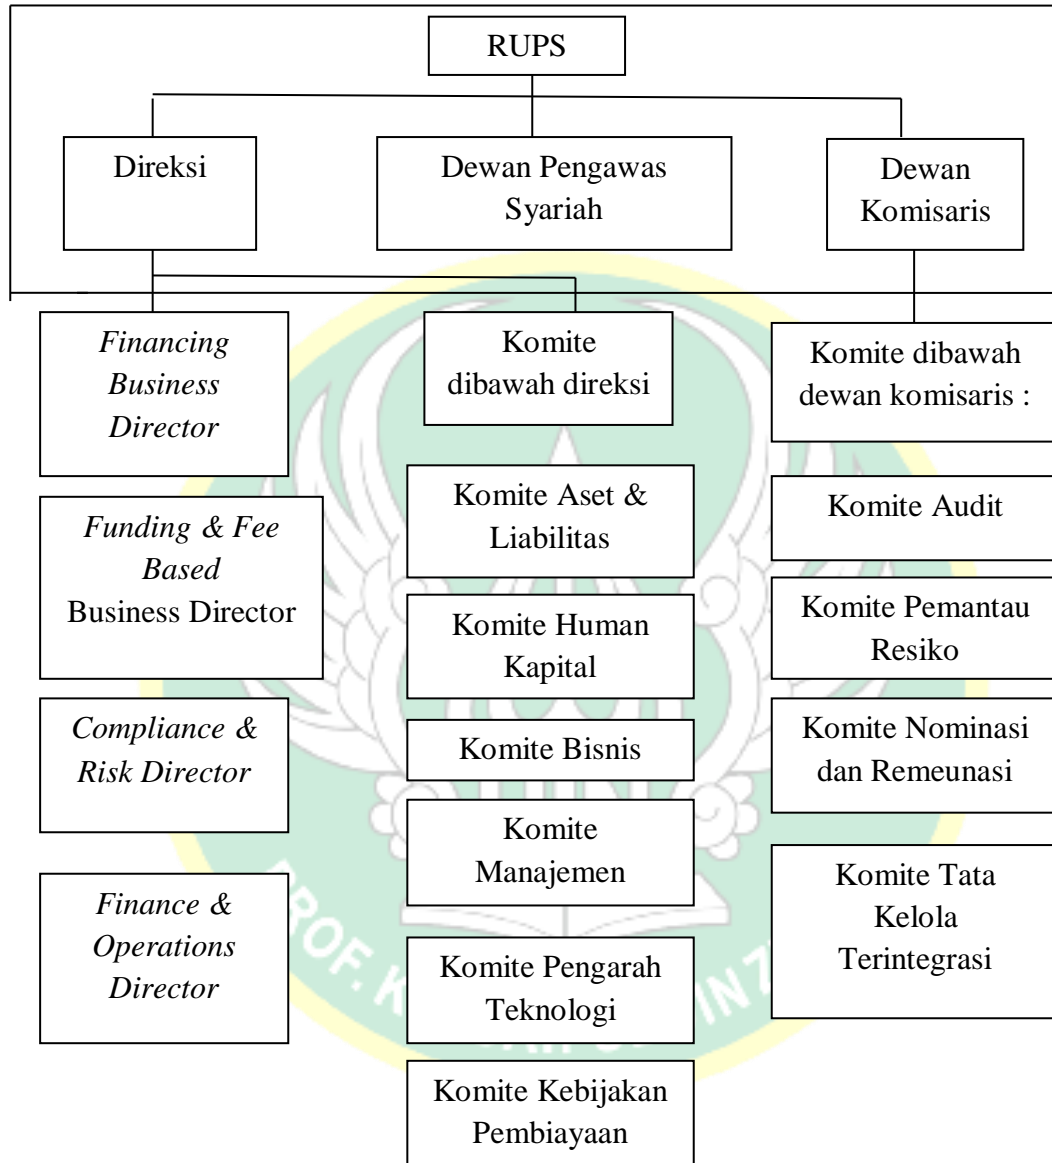 RUPS
Direksi
Dewan Pengawas
Syariah
Dewan
Komisaris
Financing
Business
Director
Komite
dibawah direksi
Komite dibawah
dewan komisaris :
Funding & Fee
Based
Business Director
Compliance &
Risk Director
Finance &
Operations
Director
Komite Aset &
Liabilitas
Komite Human
Kapital
Komite Bisnis
Komite
Manajemen
Komite Pengarah
Teknologi
Komite Kebijakan
Pembiayaan
Komite Audit
Komite Pemantau
Resiko
Komite Nominasi
dan Remeunasi
Komite Tata
Kelola
Terintegrasi
PROF. K